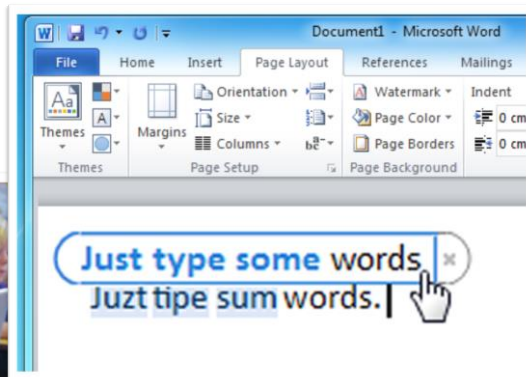 W Document1 - Microsoft Word
File Home Insert Page Layout References Mailings
Aa Orientation Watermark Indent
A Size Page Color 0 cm
Themes Margins Columns Page Borders 0 cm
Themes Page Setup Page Background
Just type some words
Juzt tipe sum words.